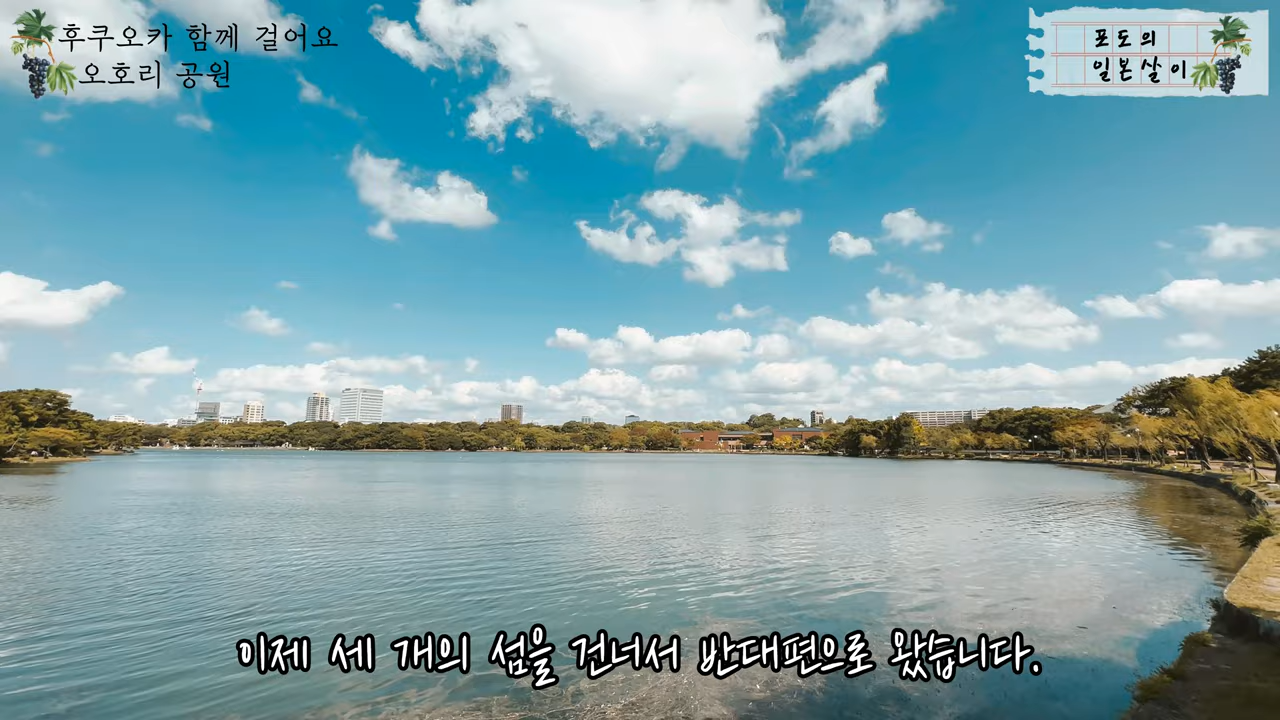 후쿠오카 함께 걸어요
오호리 공원
포도의
일본살이
이제 세 개의 섬을 건너서 반대편으로 왔습니다.